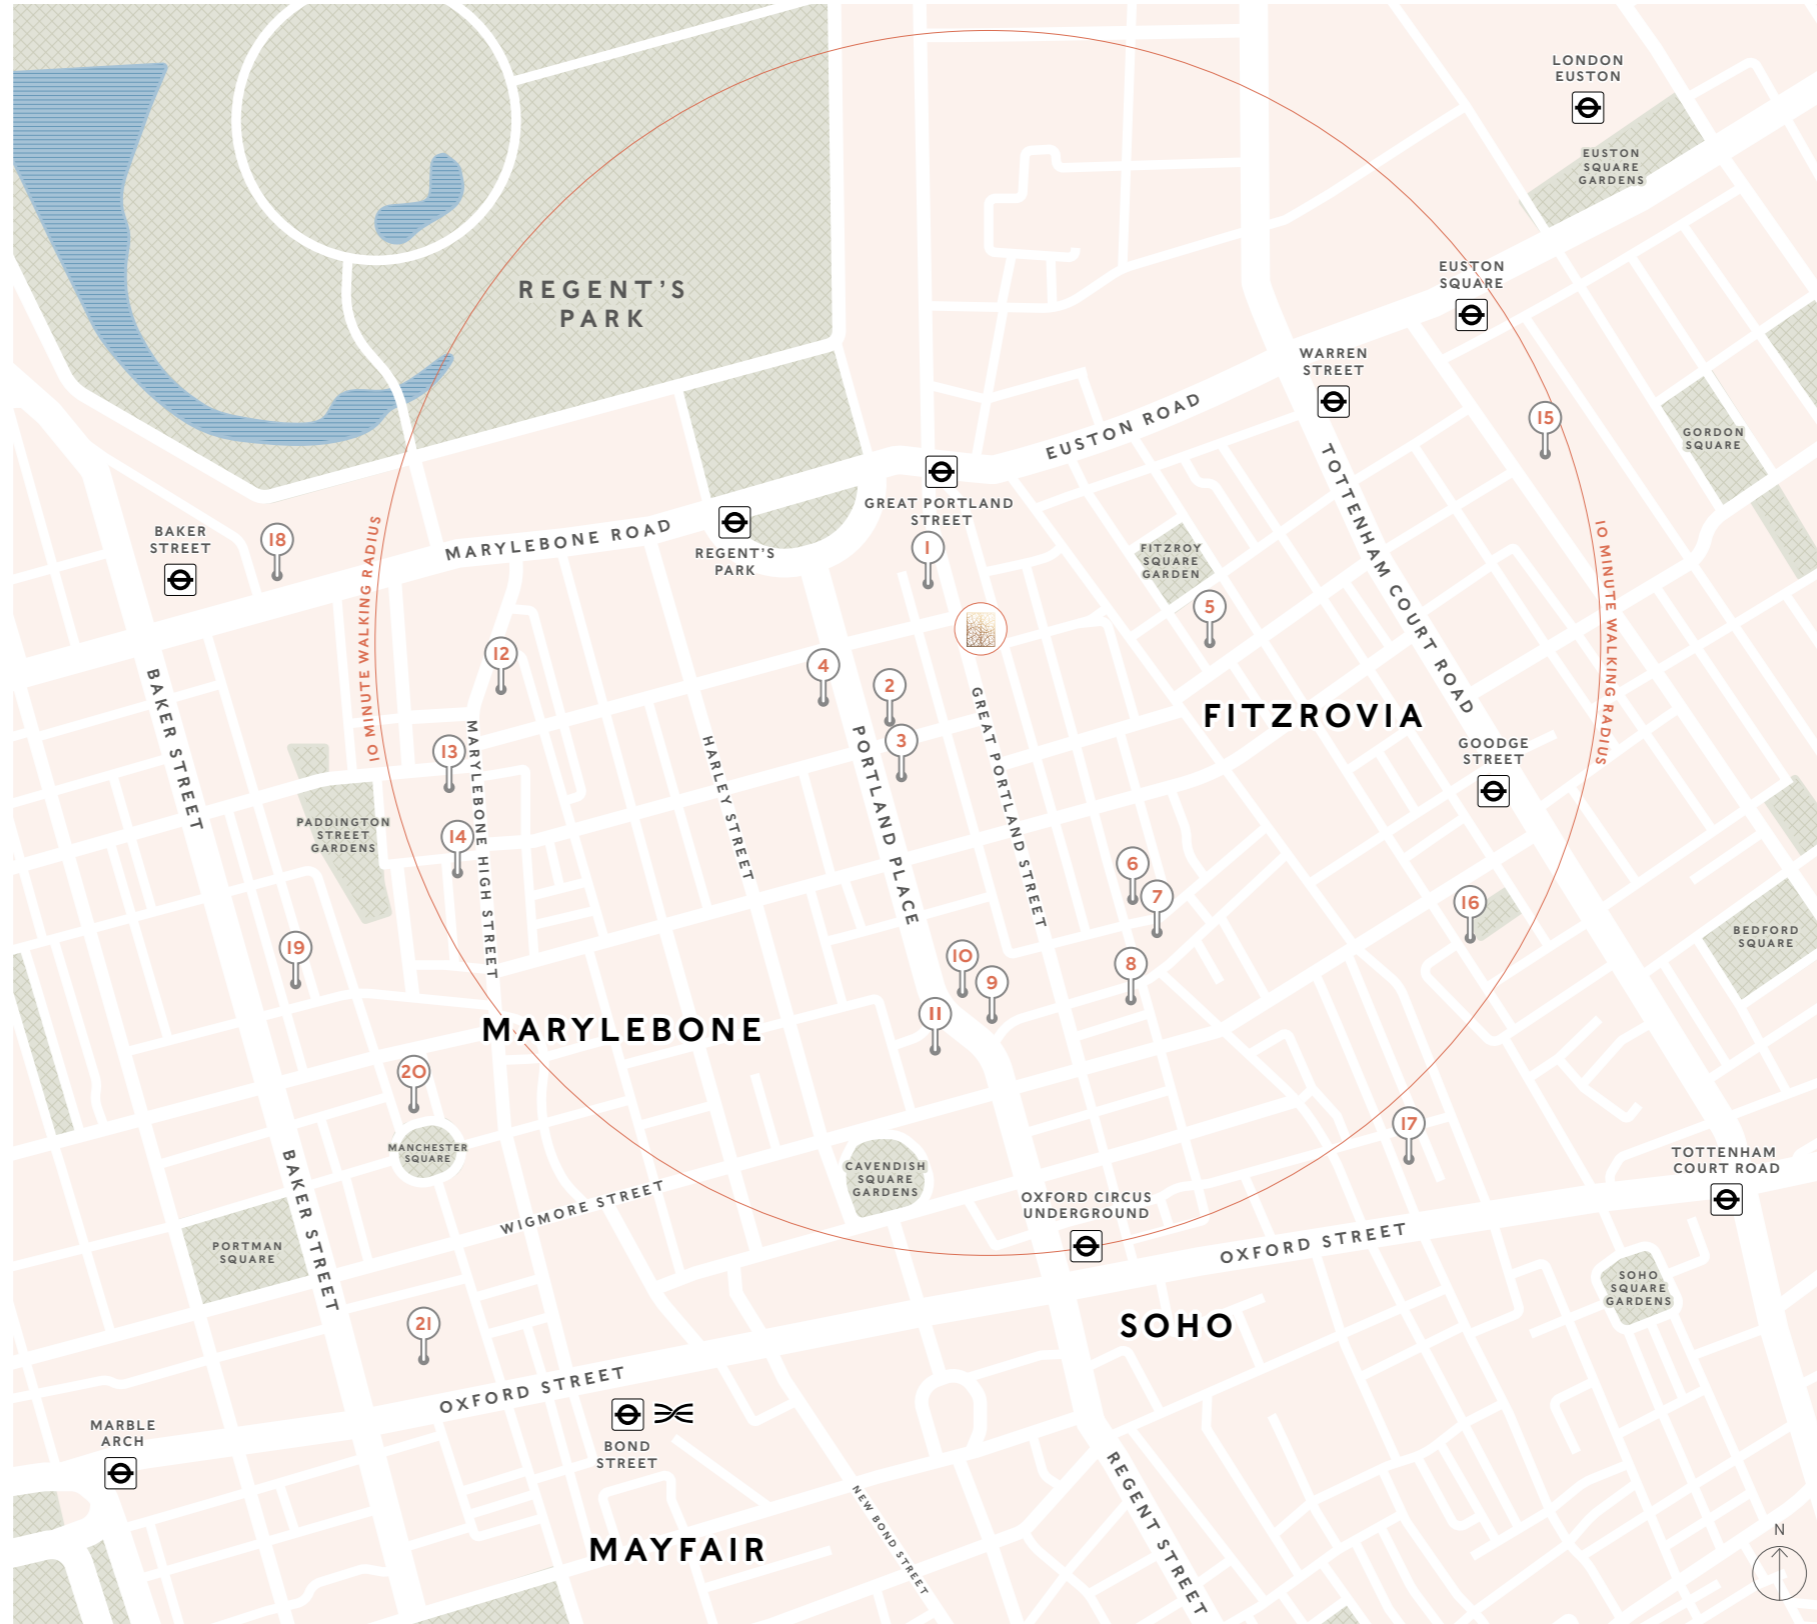 LONDON
EUSTON
EUSTON
SQUARE
GARDENS
REGENT'S
PARK
EUSTON
SQUARE
WARREN
STREET
EUSTON ROAD
15
GORDON
SQUARE
TOTTENHAM COURT ROAD
GREAT PORTLAND
STREET
MARYLEBONE ROAD
REGENT'S
PARK
BAKER
STREET
18
1
FITZROY
SQUARE
GARDEN
5
10 MINUTE WALKING RADIUS
10 MINUTE WALKING RADIUS
12
4
2
3
FITZROVIA
GOODGE
STREET
BAKER STREET
13
MARYLEBONE HIGH STREET
HARLEY STREET
PORTLAND PLACE
GREAT PORTLAND STREET
PADDINGTON
STREET
GARDENS
14
6
7
16
BEDFORD
SQUARE
19
10
9
8
11
MARYLEBONE
20
MANCHESTER
SQUARE
17
CAVENDISH
SQUARE
GARDENS
TOTTENHAM
COURT ROAD
OXFORD CIRCUS
UNDERGROUND
WIGMORE STREET
BAKER STREET
PORTMAN
SQUARE
OXFORD STREET
SOHO
SQUARE
GARDENS
21
SOHO
OXFORD STREET
MARBLE
ARCH
BOND
STREET
NEW BOND STREET
REGENT STREET
MAYFAIR
N